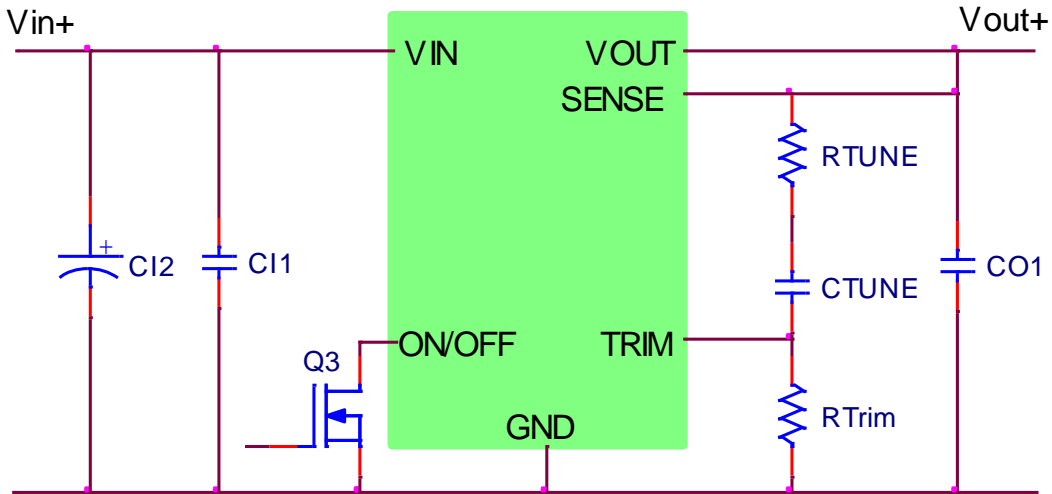 Vin+
Vout+
VIN
VOUT
SENSE
RTUNE
+
CI2
CI1
CTUNE
CO1
ON/OFF
TRIM
Q3
RTrim
GND